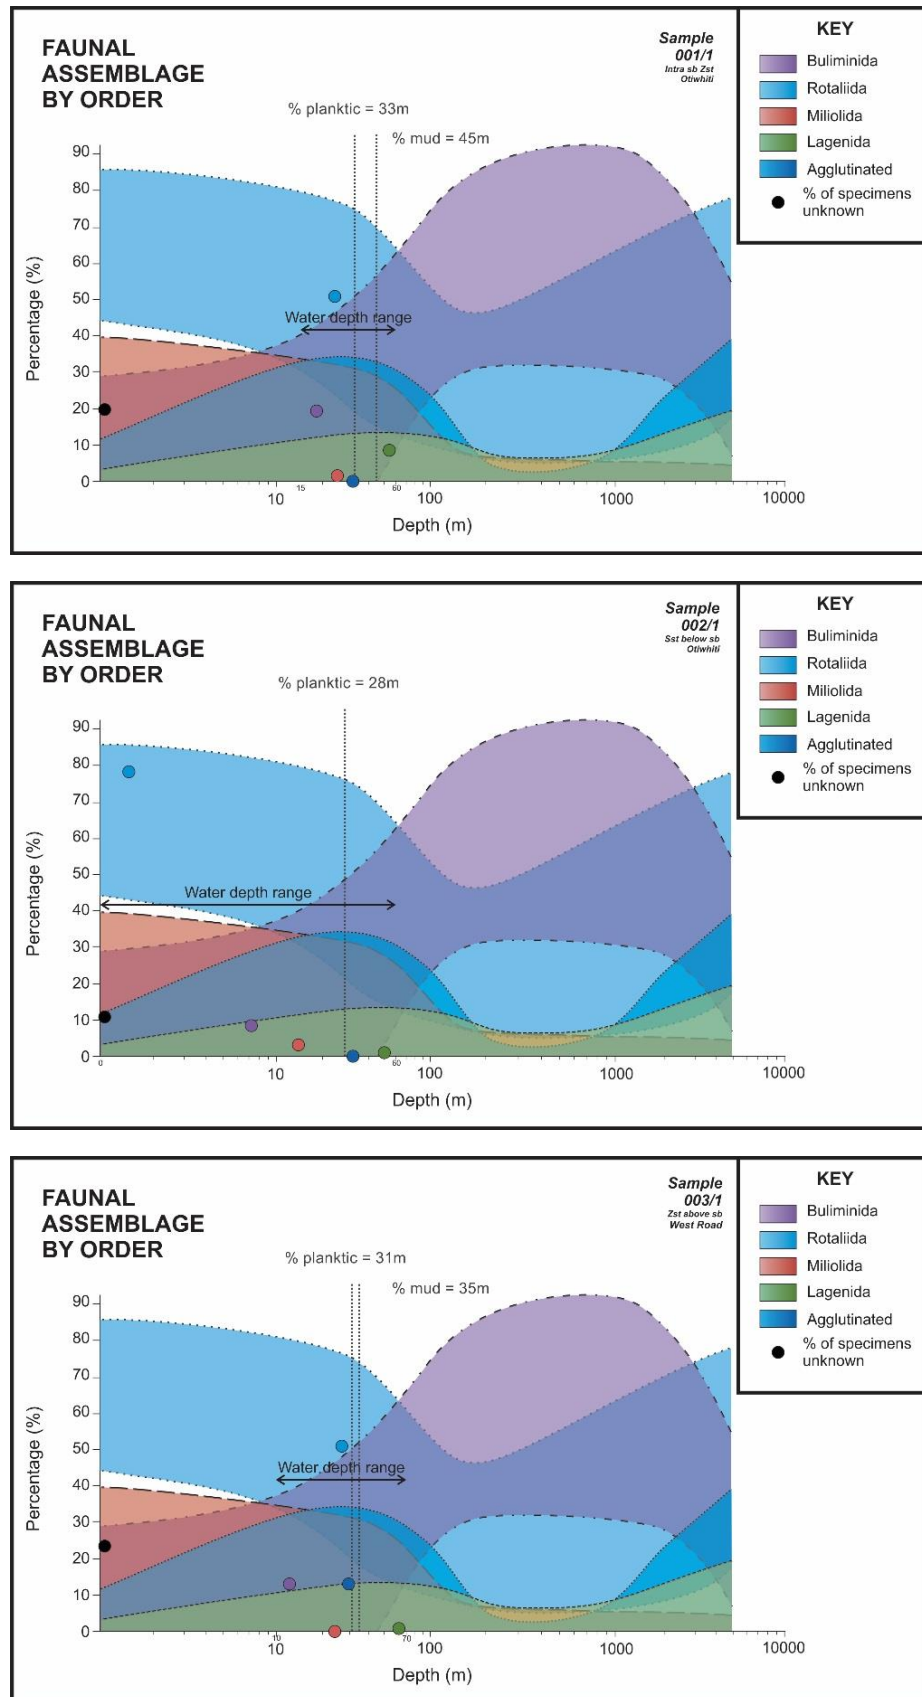 FAUNAL
ASSEMBLAGE
BY ORDER
Sample
001/1
Intra sb Zst
Otiwhiti
KEY
Buliminida
Rotaliida
Miliolida
Lagenida
Agglutinated
% of specimens
unknown
% planktic = 33m
% mud = 45m
Percentage (%)
90
80
70
60
50
40
30
20
10
0
Water depth range
15
60
10
100
1000
10000
Depth (m)
FAUNAL
ASSEMBLAGE
BY ORDER
Sample
002/1
Sst below sb
Otiwhiti
KEY
Buliminida
Rotaliida
Miliolida
Lagenida
Agglutinated
% of specimens
unknown
% planktic = 28m
Percentage (%)
90
80
70
60
50
40
30
20
10
0
Water depth range
0
60
10
100
1000
10000
Depth (m)
FAUNAL
ASSEMBLAGE
BY ORDER
Sample
003/1
Zst above sb
West Road
KEY
Buliminida
Rotaliida
Miliolida
Lagenida
Agglutinated
% of specimens
unknown
% planktic = 31m
% mud = 35m
Percentage (%)
90
80
70
60
50
40
30
20
10
0
Water depth range
10
70
10
100
1000
10000
Depth (m)